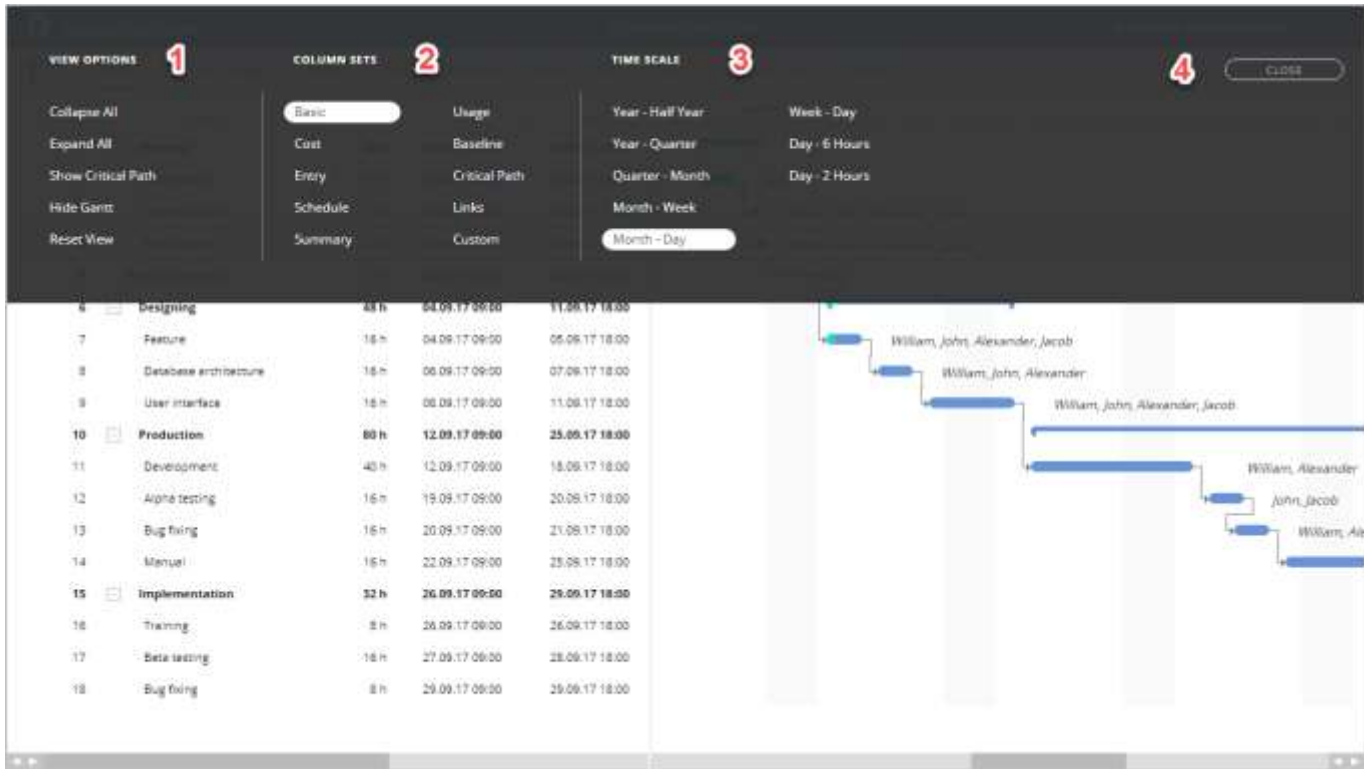 VIEW OPTIONS 1 COLUMN SETS 2 TIME SCALE 3 4 CLOSE
Collapse All Basic Usage Year - Half Year Week - Day
Expand All Cost Baseline Year - Quarter Day - 6 Hours
Show Critical Path Entry Critical Path Quarter - Month Day - 2 Hours
Hide Gantt Schedule Links Month - Week
Reset View Summary Custom Month - Day
6 Designing 48 h 04.09.17 09:00 11.09.17 18:00
7 Feature 16 h 04.09.17 09:00 05.09.17 18:00 William, John, Alexander, Jacob
8 Database architecture 16 h 06.09.17 09:00 07.09.17 18:00 William, John, Alexander
9 User interface 16 h 08.09.17 09:00 11.09.17 18:00 William, John, Alexander, Jacob
10 Production 80 h 12.09.17 09:00 25.09.17 18:00
11 Development 40 h 12.09.17 09:00 18.09.17 18:00 William, Alexander
12 Alpha testing 16 h 19.09.17 09:00 20.09.17 18:00 John, Jacob
13 Bug fixing 16 h 20.09.17 09:00 21.09.17 18:00 William, Ale
14 Manual 16 h 22.09.17 09:00 25.09.17 18:00
15 Implementation 32 h 26.09.17 09:00 29.09.17 18:00
16 Training 8 h 26.09.17 09:00 26.09.17 18:00
17 Beta testing 16 h 27.09.17 09:00 28.09.17 18:00
18 Bug fixing 8 h 29.09.17 09:00 29.09.17 18:00